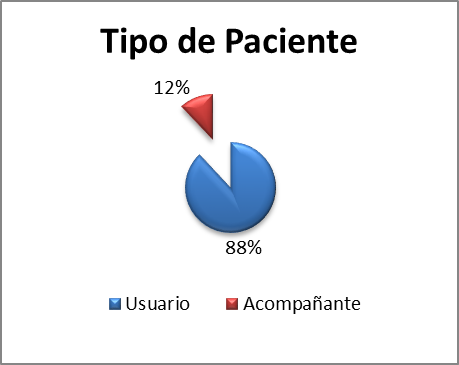 Tipo de Paciente
12%
88%
Usuario
Acompañante